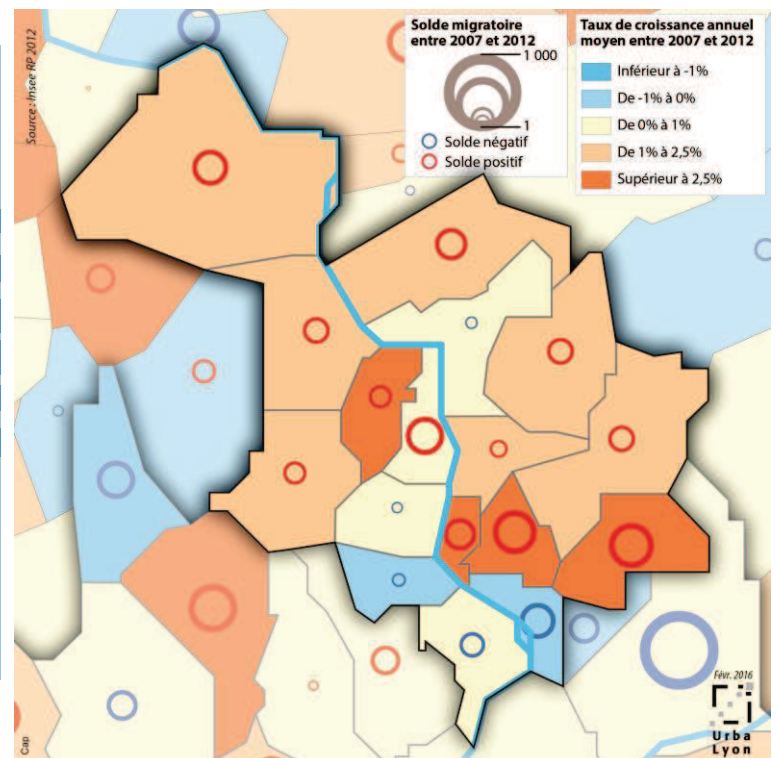 Source : Insee RP 2012
Solde migratoire
entre 2007 et 2012
1 000
1
Solde négatif
Solde positif
Taux de croissance annuel
moyen entre 2007 et 2012
Inférieur à -1%
De -1% à 0%
De 0% à 1%
De 1% à 2,5%
Supérieur à 2,5%
Févr. 2016
Urba
Lyon
Cap